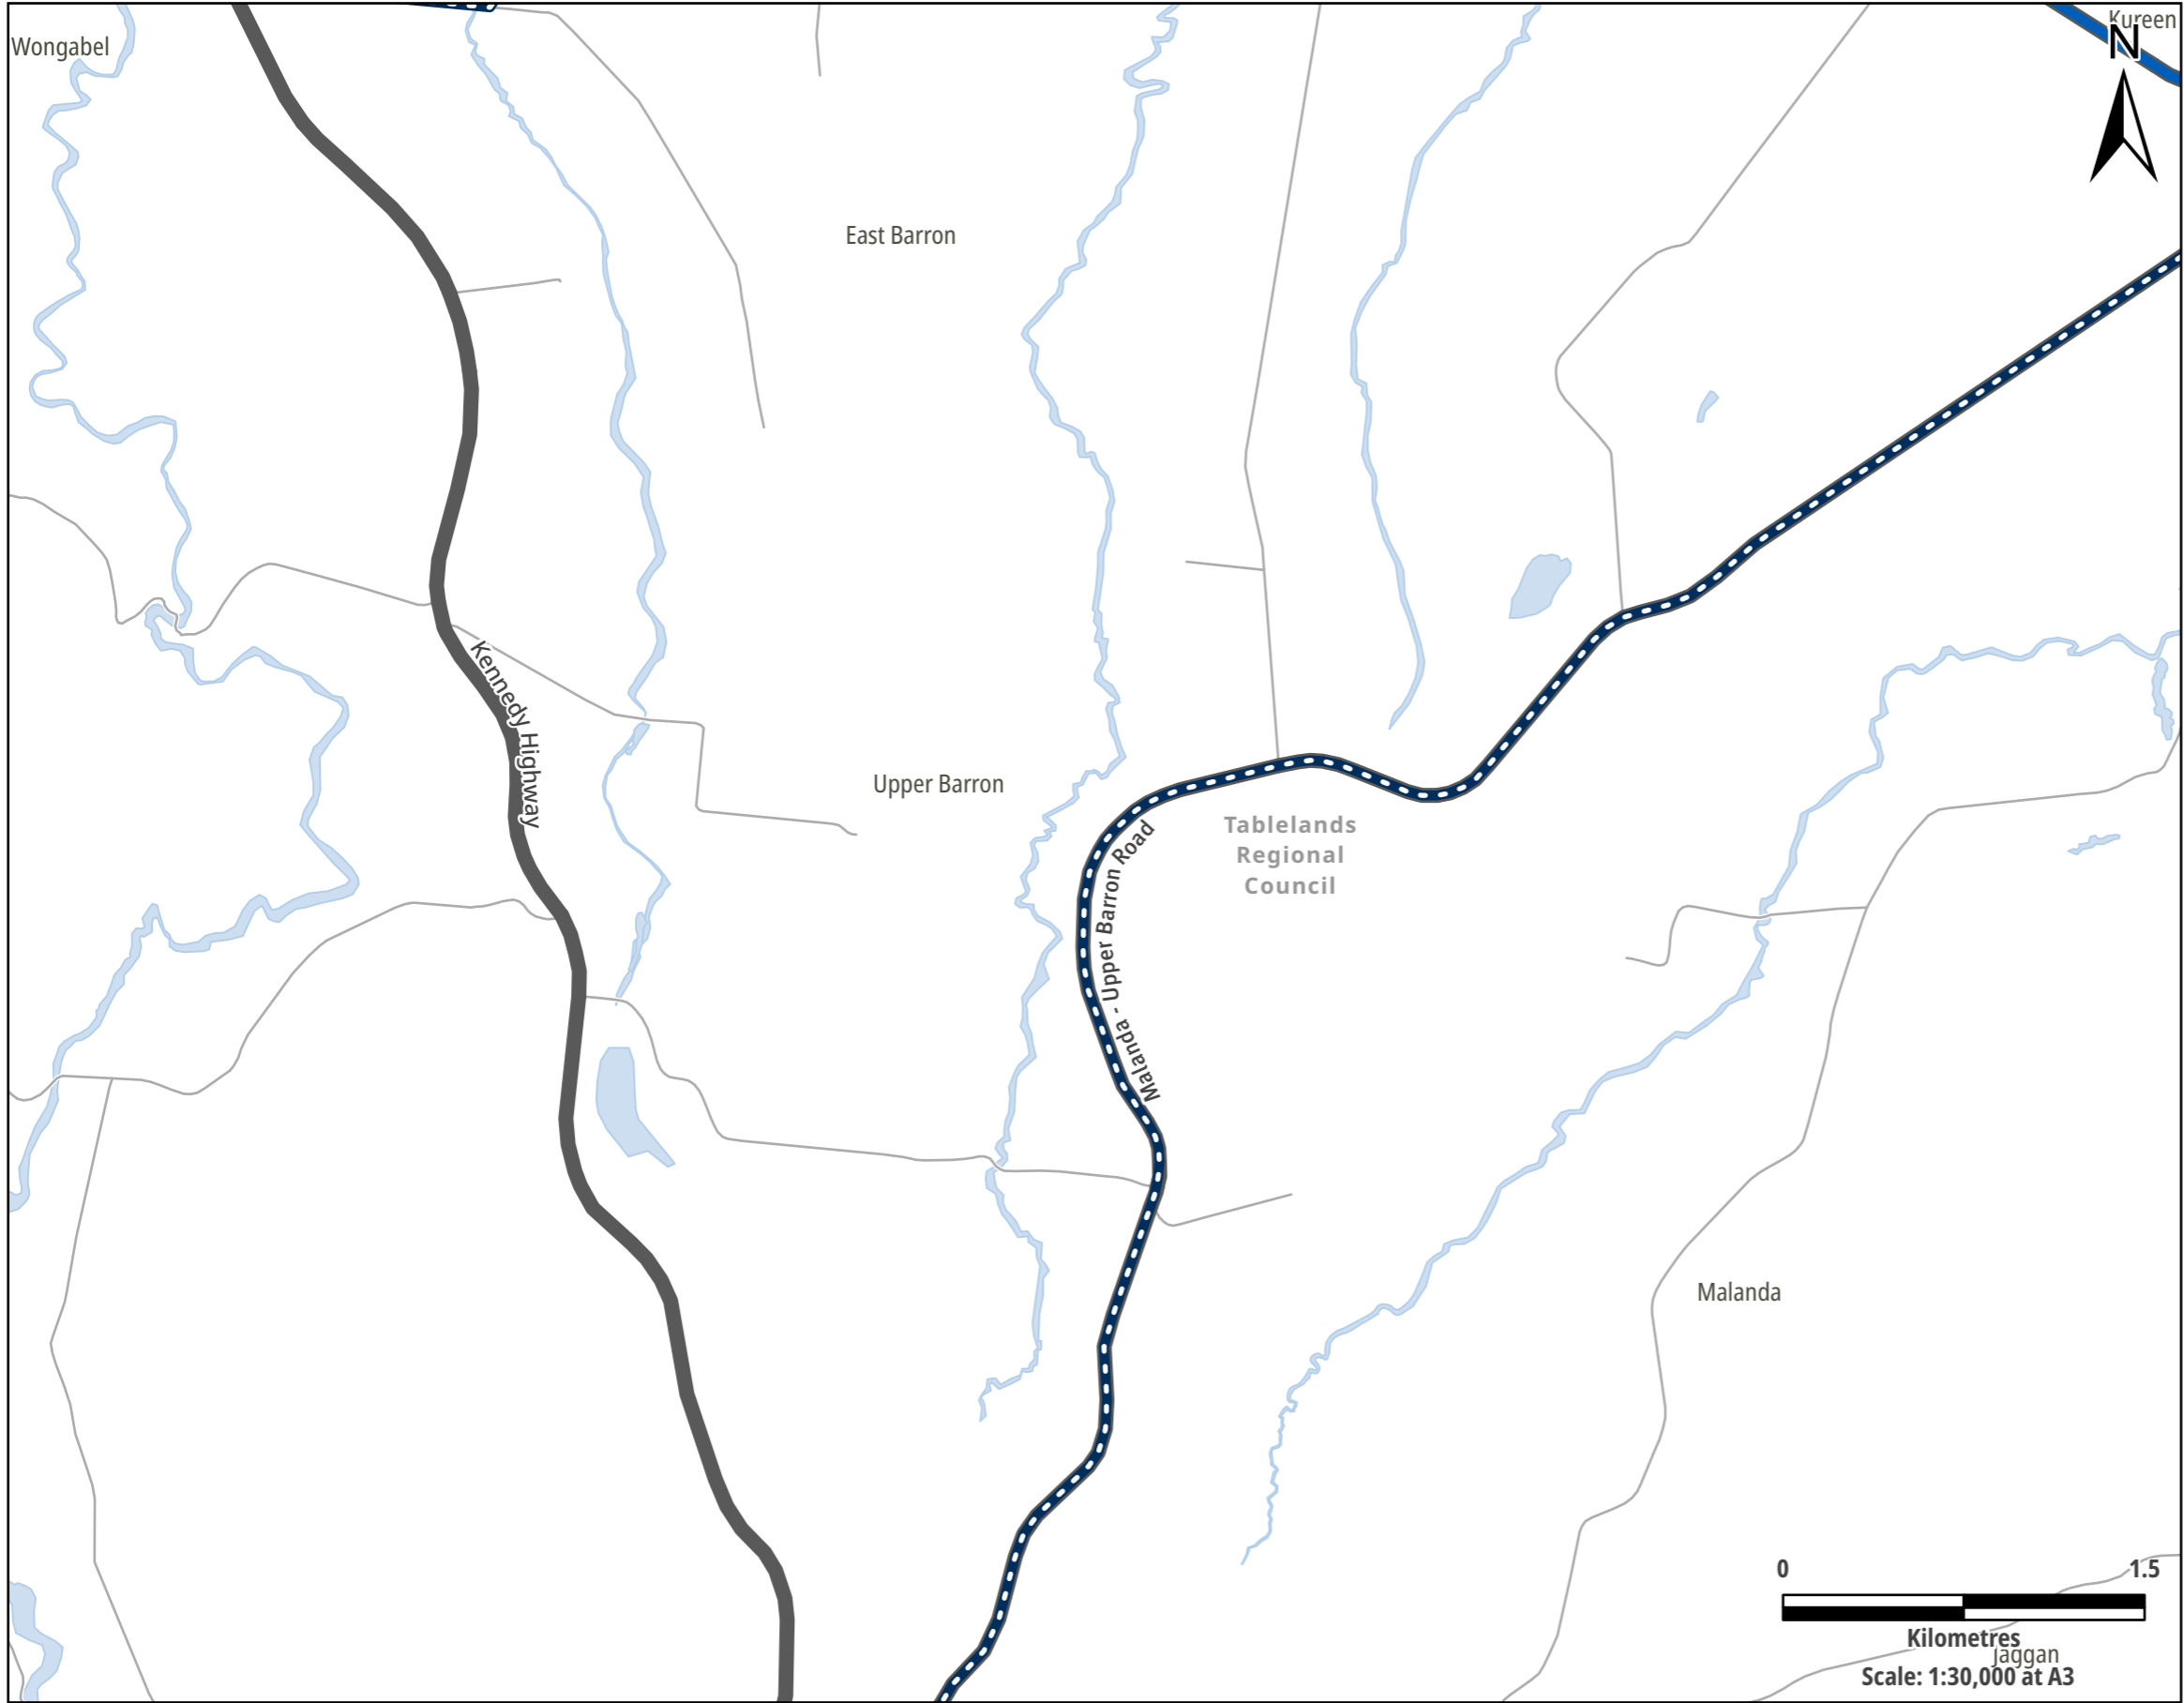 Wongabel
Kureen
N
East Barron
Kennedy Highway
Upper Barron
Tablelands
Regional
Council
Malanda - Upper Barron Road
Malanda
0 1.5
Kilometres
Jaggan
Scale: 1:30,000 at A3